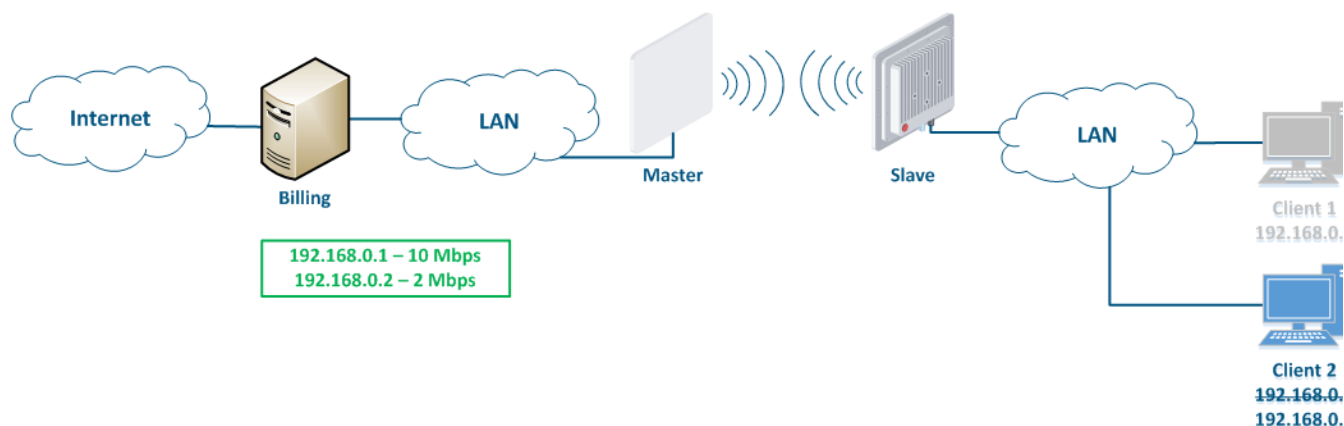 Internet
Billing
192.168.0.1 – 10 Mbps
192.168.0.2 – 2 Mbps
LAN
Master
Slave
LAN
Client 1
192.168.0.
Client 2
192.168.0.
192.168.0.